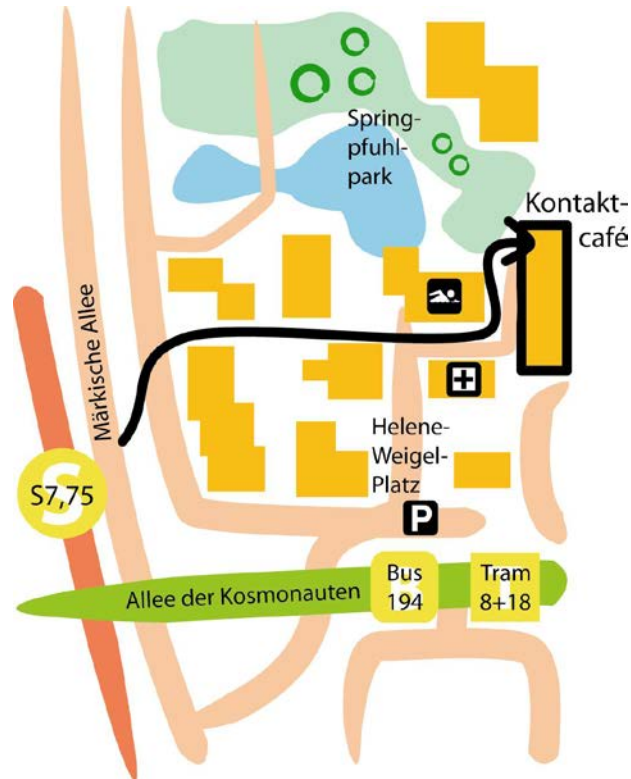 Spring-
pfuhl-
park
Kontakt-
café
Märkische Allee
Helene-
Weigel-
Platz
S
S7,75
P
Allee der Kosmonauten
Bus
194
Tram
8+18